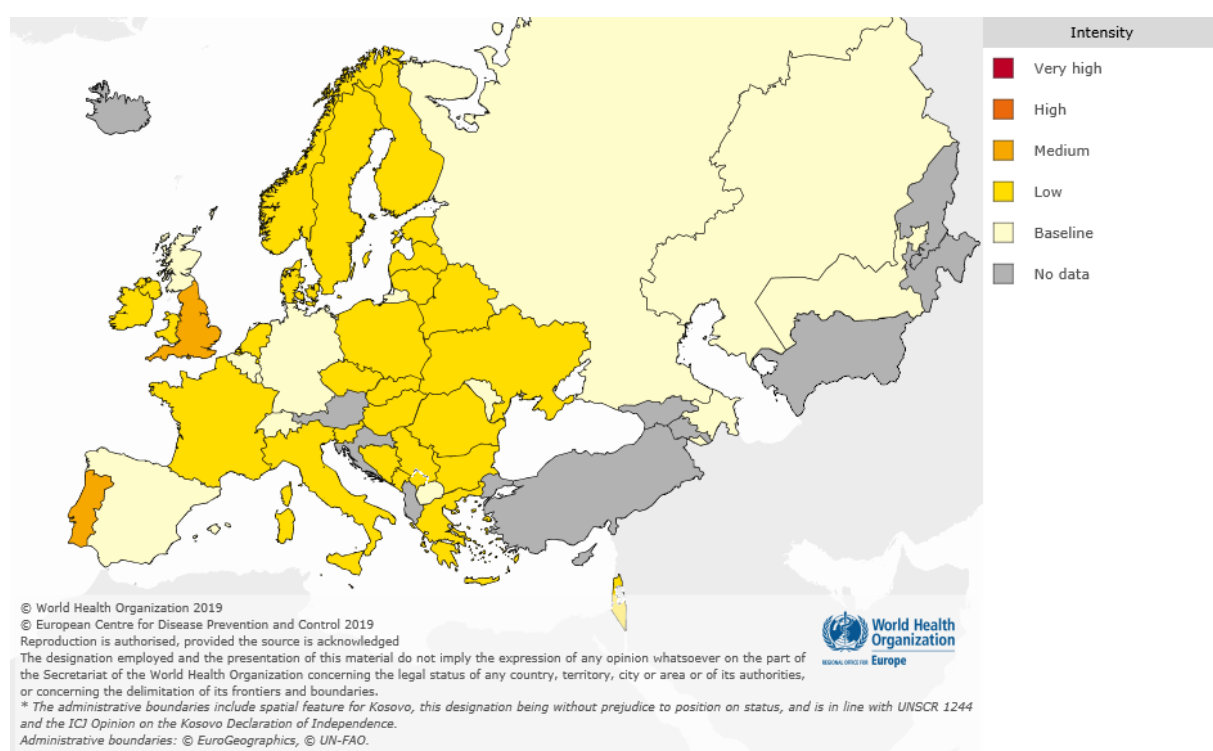 Intensity
Very high
High
Medium
Low
Baseline
No data
© World Health Organization 2019
© European Centre for Disease Prevention and Control 2019
Reproduction is authorised, provided the source is acknowledged
The designation employed and the presentation of this material do not imply the expression of any opinion whatsoever on the part of
the Secretariat of the World Health Organization concerning the legal status of any country, territory, city or area or of its authorities,
or concerning the delimitation of its frontiers and boundaries.
* The administrative boundaries include spatial feature for Kosovo, this designation being without prejudice to position on status, and is in line with UNSCR 1244
and the ICJ Opinion on the Kosovo Declaration of Independence.
Administrative boundaries: © EuroGeographics, © UN-FAO.
World Health
Organization
REGIONAL OFFICE FOR Europe